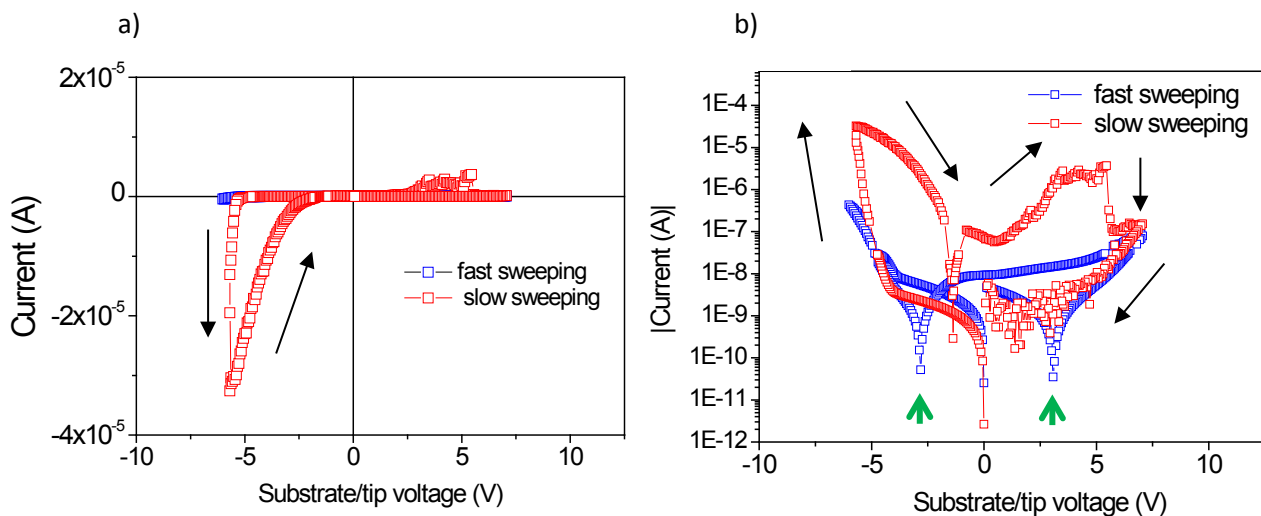 a)
2x10⁻⁵
0
-2x10⁻⁵
-4x10⁻⁵
Current (A)
fast sweeping
slow sweeping
-10 -5 0 5 10
Substrate/tip voltage (V)
b)
1E-4
1E-5
1E-6
1E-7
1E-8
1E-9
1E-10
1E-11
1E-12
|Current (A)|
fast sweeping
slow sweeping
-10 -5 0 5 10
Substrate/tip voltage (V)